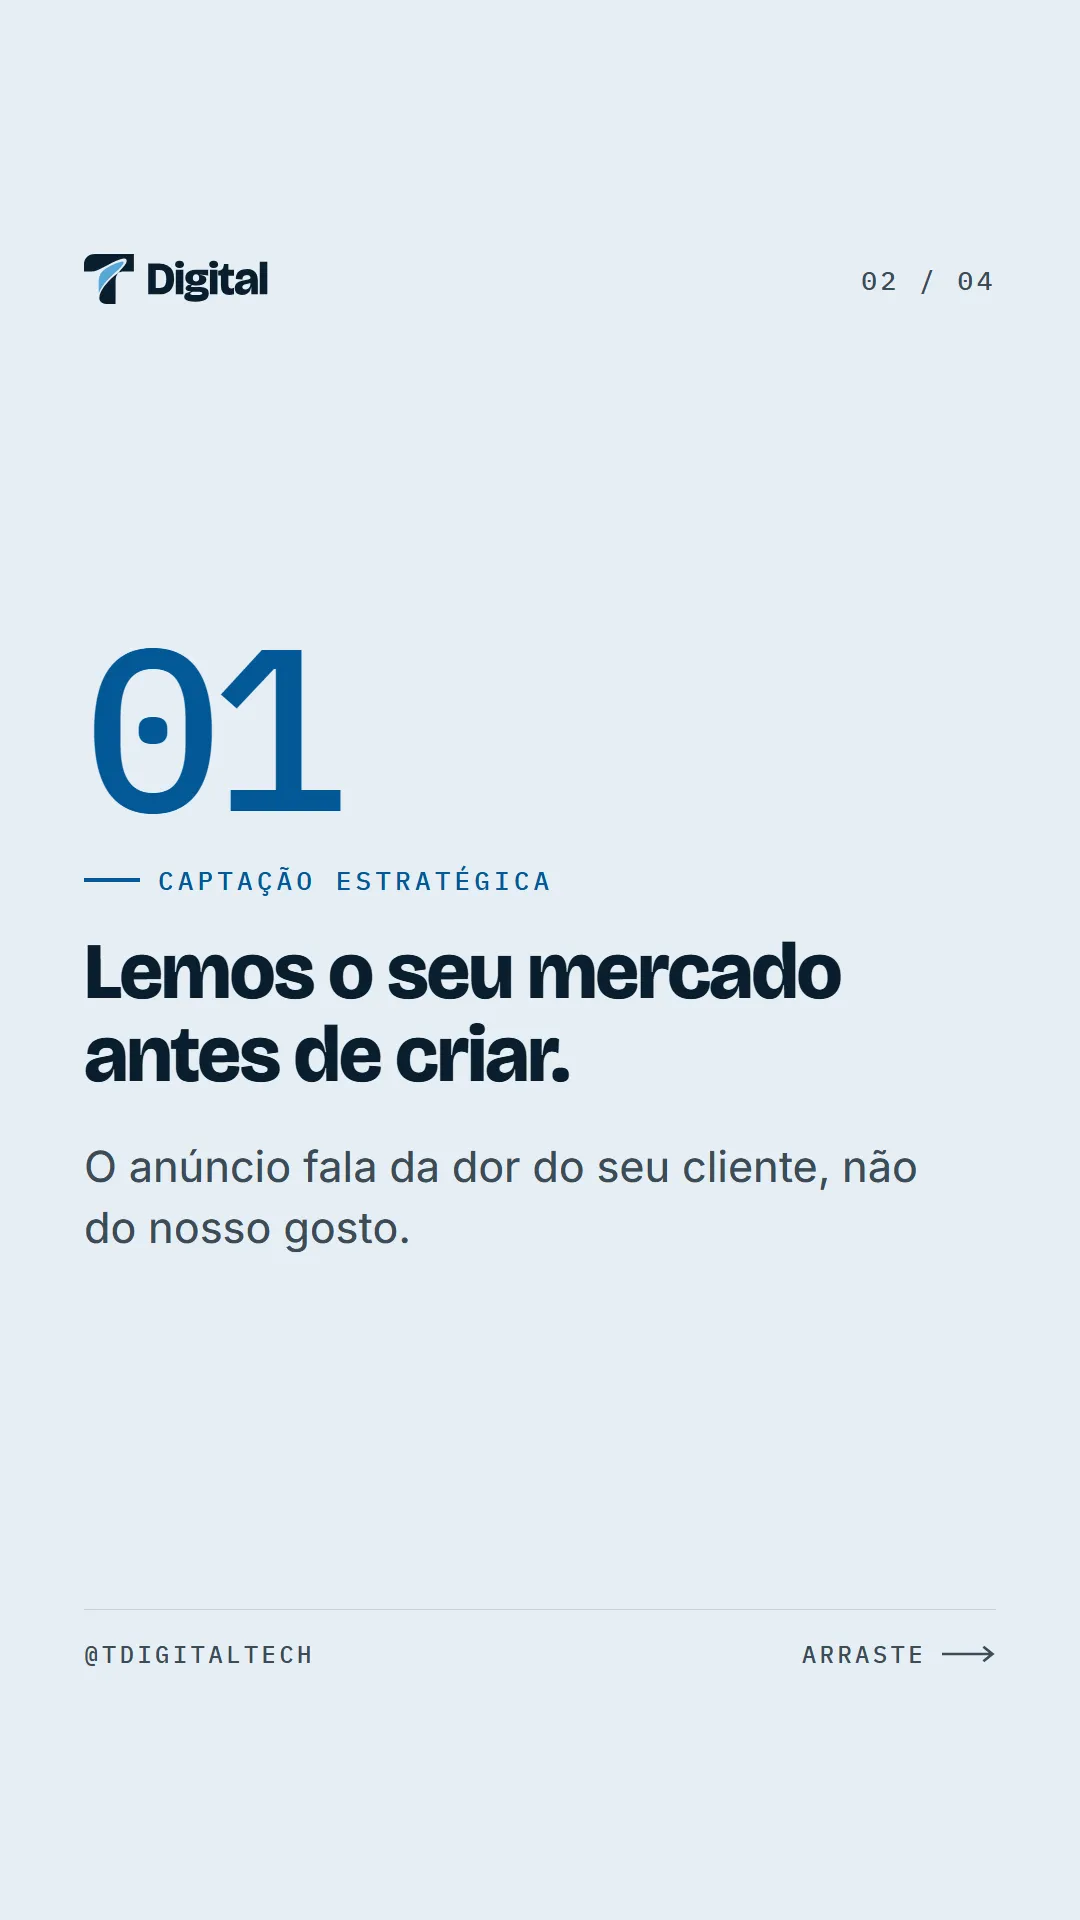 Digital
02 / 04
01
CAPTAÇÃO ESTRATÉGICA
Lemos o seu mercado
antes de criar.
O anúncio fala da dor do seu cliente, não
do nosso gosto.
@TDIGITALTECH
ARRASTE